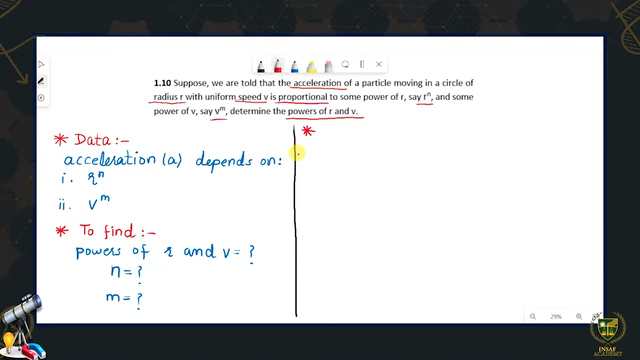 1.10 Suppose, we are told that the acceleration of a particle moving in a circle of
radius r with uniform speed v is proportional to some power of r, say rⁿ, and some
power of v, say vᵐ, determine the powers of r and v.
* Data :-
acceleration (a) depends on:
i. rⁿ
ii. vᵐ
* To find :-
powers of r and v = ?
n = ?
m = ?
*
29%
INSAF
ACADEMY